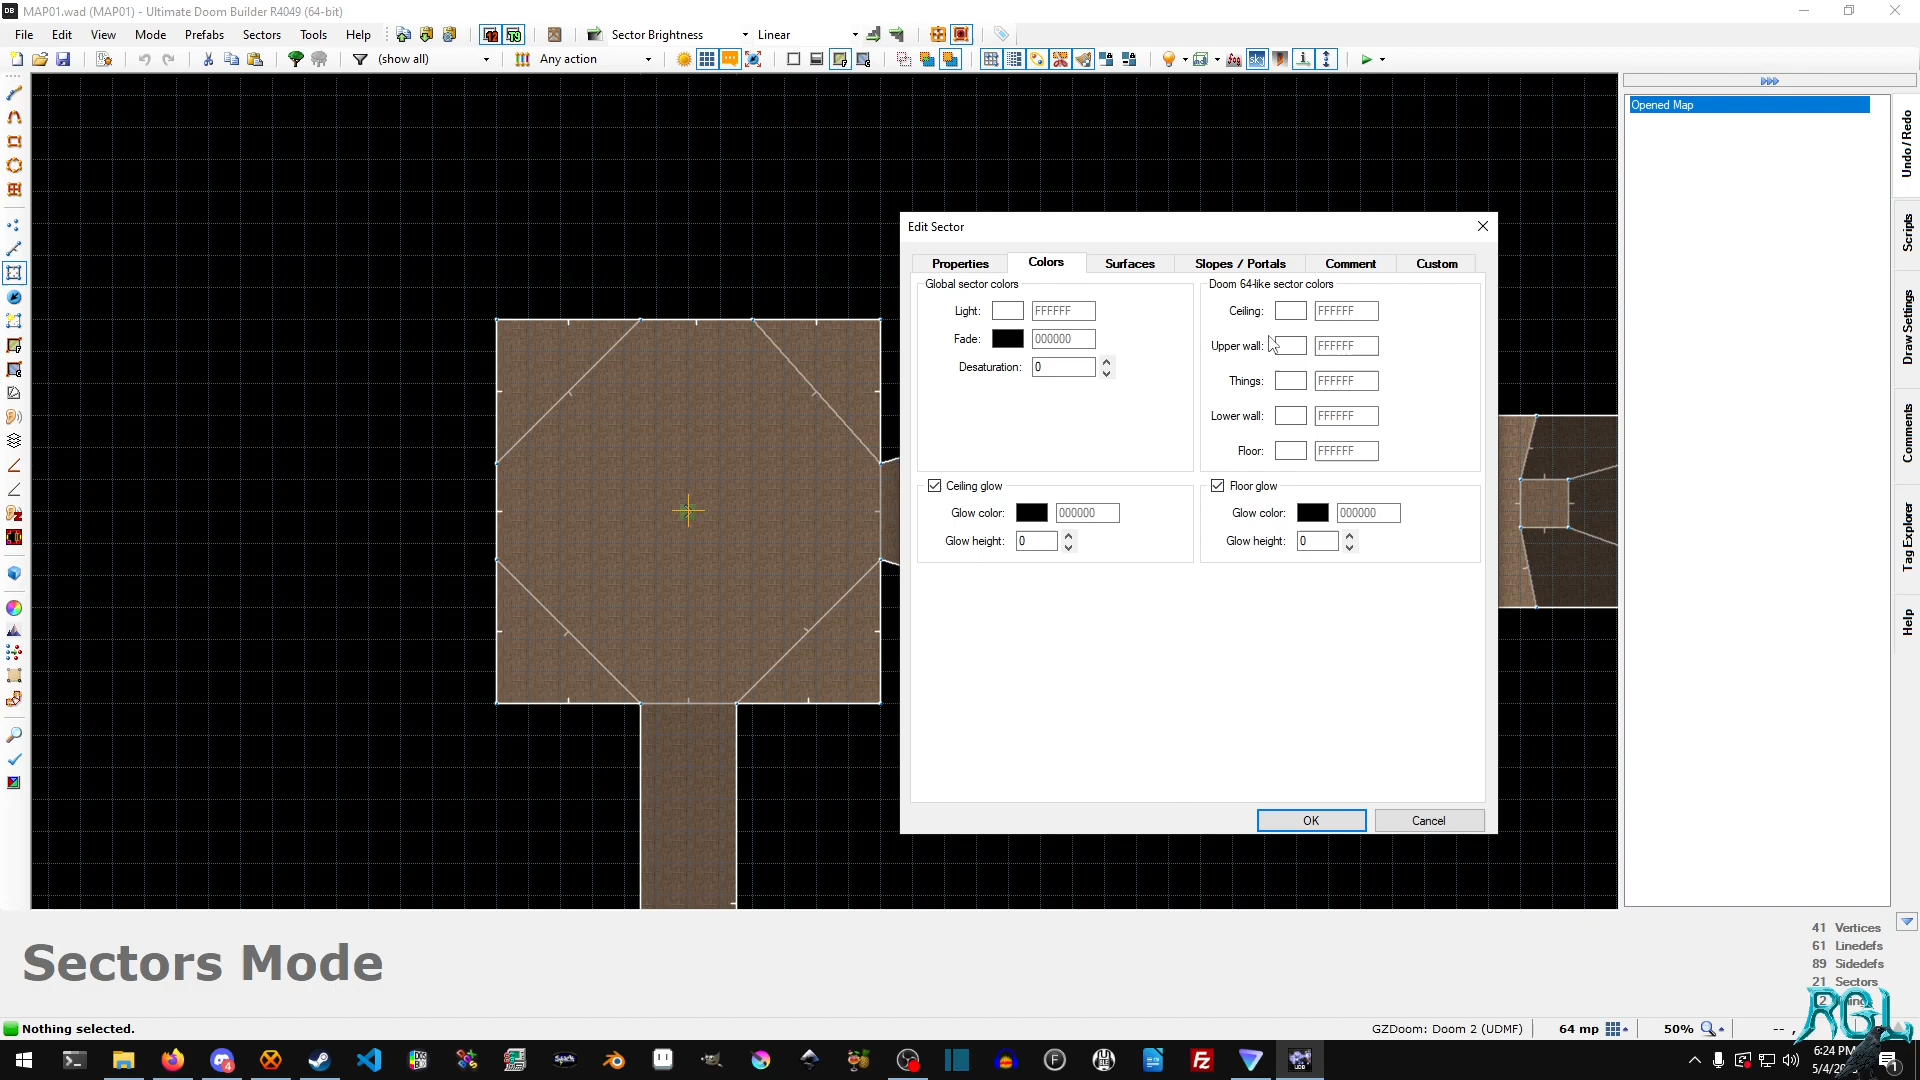 MAP01.wad (MAP01) - Ultimate Doom Builder R4049 (64-bit)
File Edit View Mode Prefabs Sectors Tools Help
Sector Brightness
Linear
(show all)
Any action
Opened Map
Undo / Redo
Scripts
Draw Settings
Comments
Tag Explorer
Help
Edit Sector
Properties Colors Surfaces Slopes / Portals Comment Custom
Global sector colors
Light: FFFFFF
Fade: 000000
Desaturation: 0
Doom 64-like sector colors
Ceiling: FFFFFF
Upper wall: FFFFFF
Things: FFFFFF
Lower wall: FFFFFF
Floor: FFFFFF
Ceiling glow
Glow color: 000000
Glow height: 0
Floor glow
Glow color: 000000
Glow height: 0
OK
Cancel
Sectors Mode
41 Vertices
61 Linedefs
89 Sidedefs
21 Sectors
2
RGL
Nothing selected.
GZDoom: Doom 2 (UDMF)
64 mp
50%
-- ,
6:24 PM